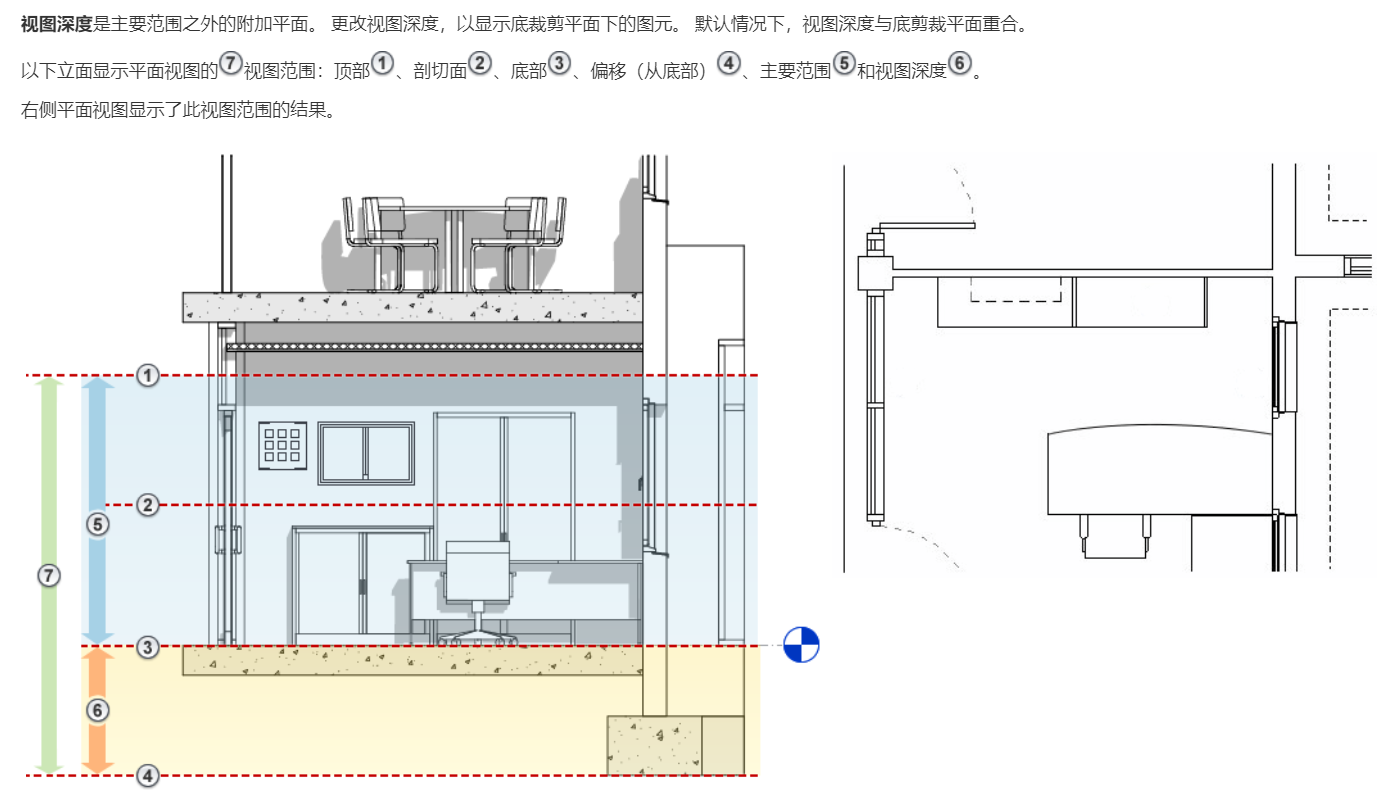 视图深度是主要范围之外的附加平面。 更改视图深度，以显示底裁剪平面下的图元。 默认情况下，视图深度与底剪裁平面重合。
以下立面显示平面视图的⑦视图范围：顶部①、剖切面②、底部③、偏移（从底部）④、主要范围⑤和视图深度⑥。
右侧平面视图显示了此视图范围的结果。
①
②
⑤
⑦
③
⑥
④